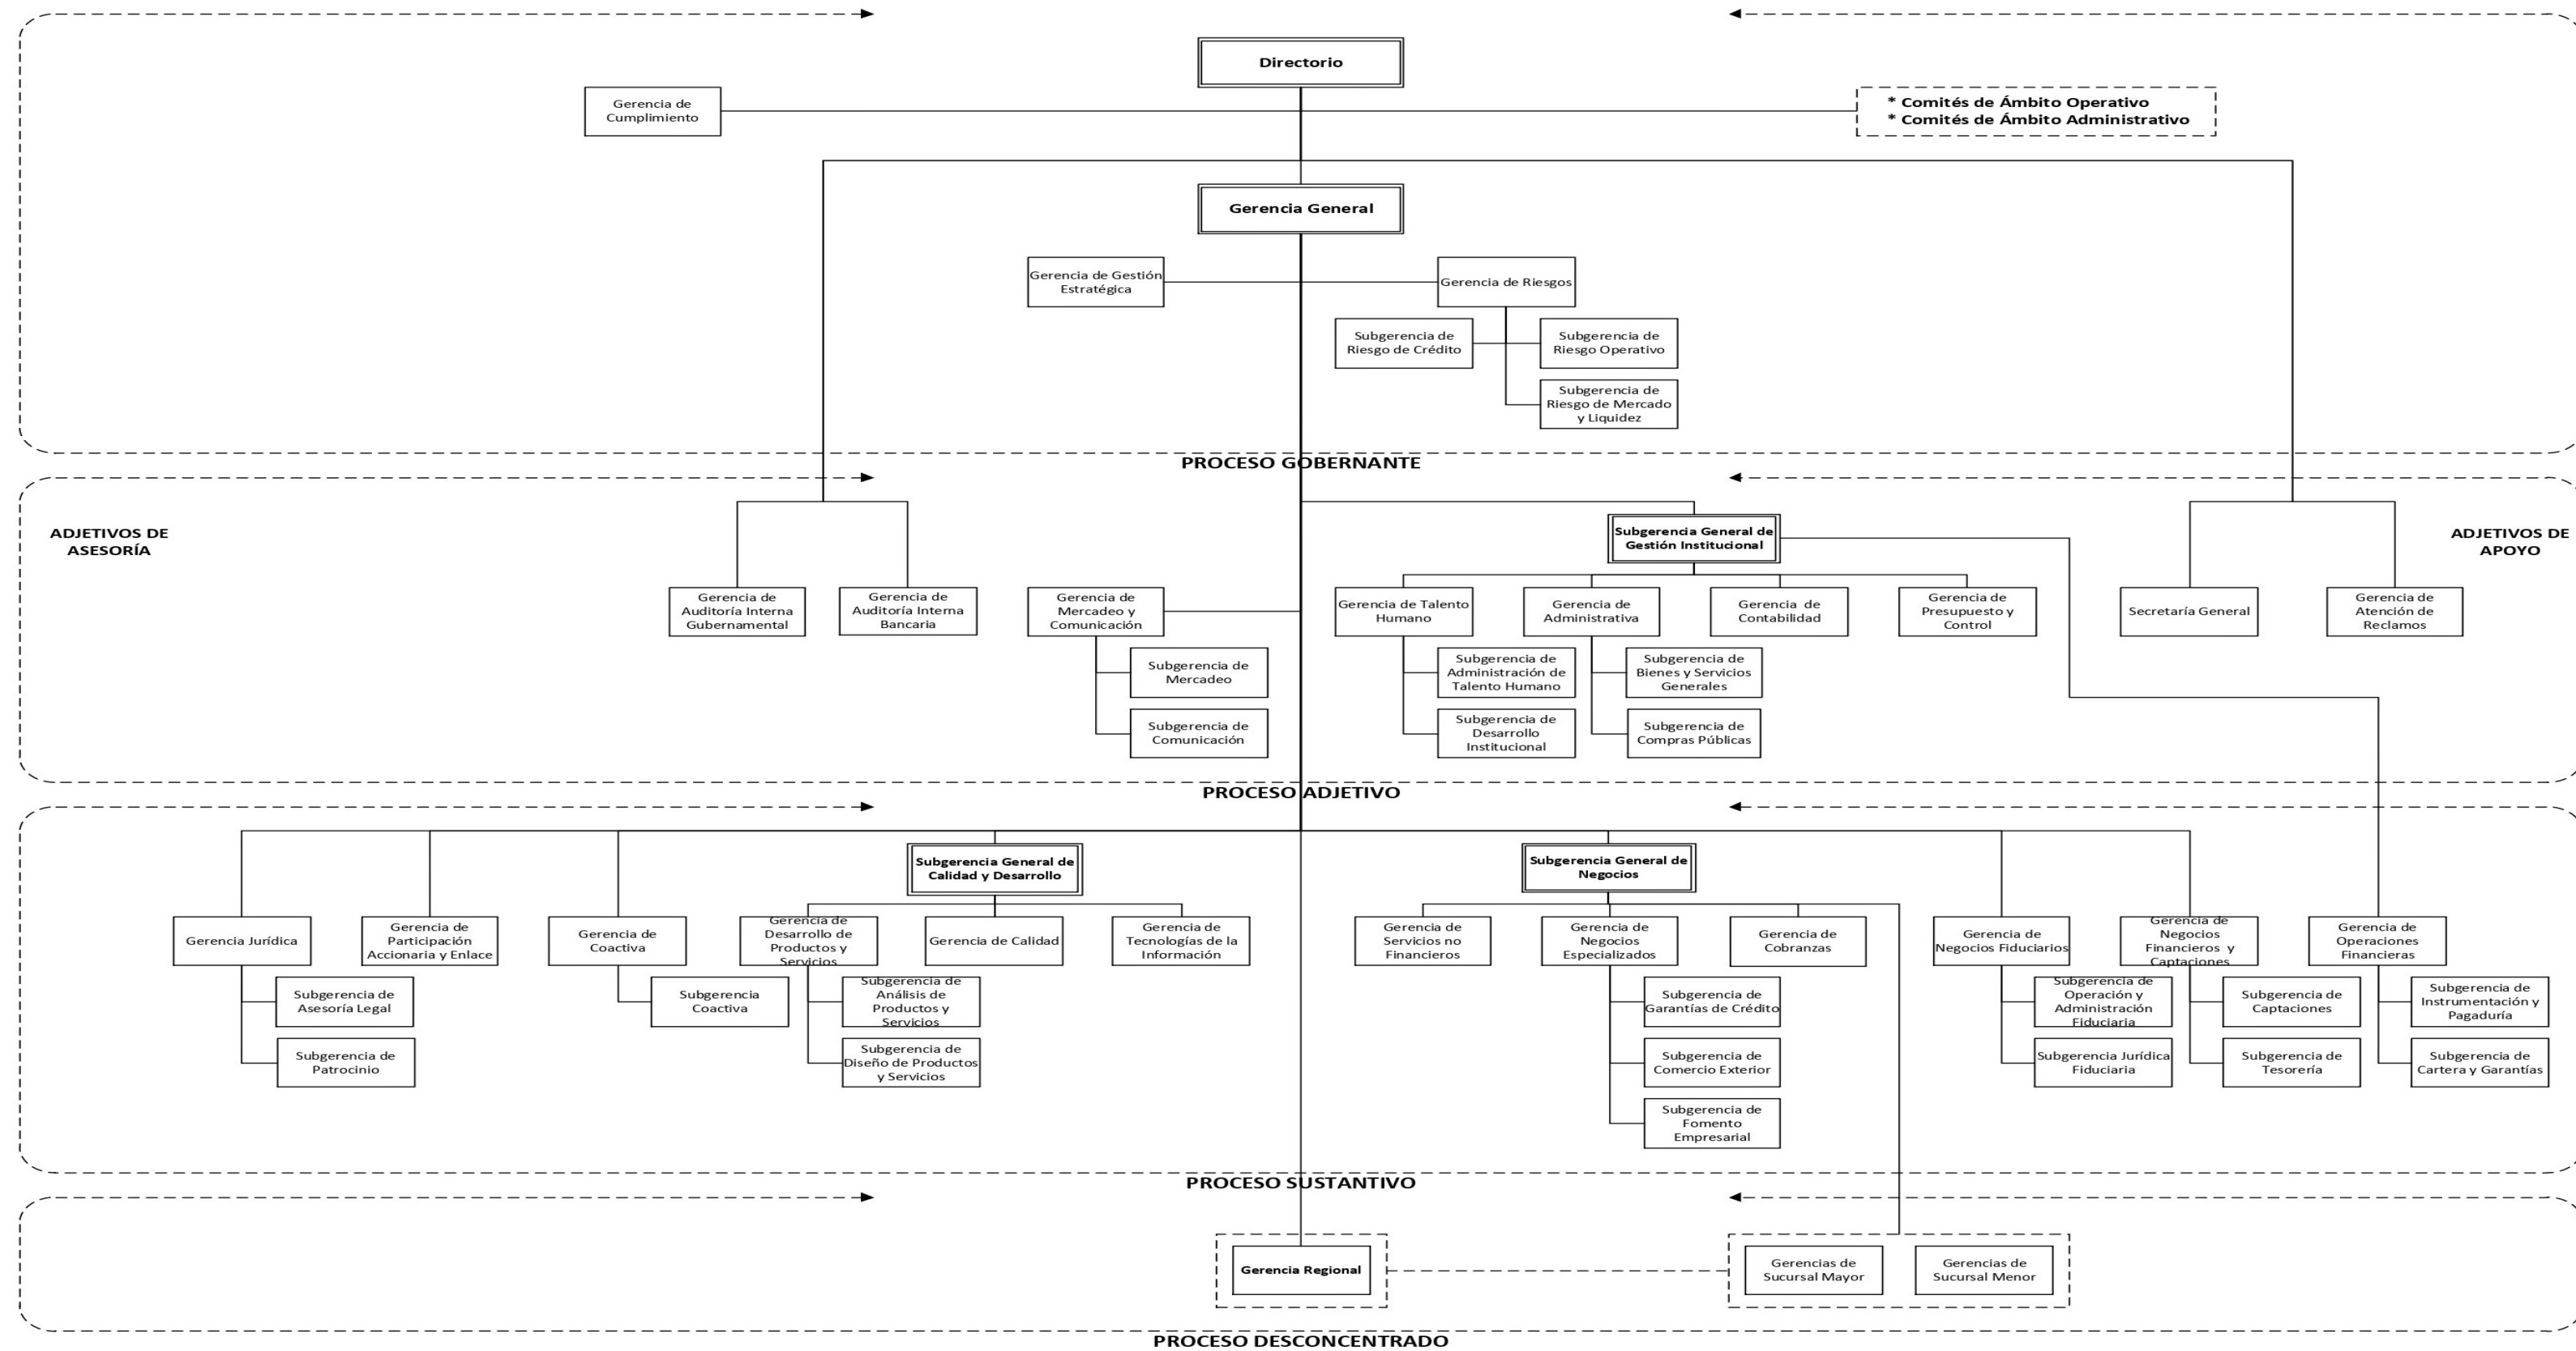 Directorio
Gerencia de
Cumplimiento
* Comités de Ámbito Operativo
* Comités de Ámbito Administrativo
Gerencia General
Gerencia de Gestión
Estratégica
Gerencia de Riesgos
Subgerencia de
Riesgo de Crédito
Subgerencia de
Riesgo Operativo
Subgerencia de
Riesgo de Mercado
y Liquidez
PROCESO GOBERNANTE
ADJETIVOS DE
ASESORÍA
Subgerencia General de
Gestión Institucional
ADJETIVOS DE
APOYO
Gerencia de
Auditoría Interna
Gubernamental
Gerencia de
Auditoría Interna
Bancaria
Gerencia de
Mercadeo y
Comunicación
Gerencia de Talento
Humano
Gerencia de
Administrativa
Gerencia de
Contabilidad
Gerencia de
Presupuesto y
Control
Secretaría General
Gerencia de
Atención de
Reclamos
Subgerencia de
Mercadeo
Subgerencia de
Administración de
Talento Humano
Subgerencia de
Bienes y Servicios
Generales
Subgerencia de
Comunicación
Subgerencia de
Desarrollo
Institucional
Subgerencia de
Compras Públicas
PROCESO ADJETIVO
Subgerencia General de
Calidad y Desarrollo
Subgerencia General de
Negocios
Gerencia Jurídica
Gerencia de
Participación
Accionaria y Enlace
Gerencia de
Coactiva
Gerencia de
Desarrollo de
Productos y
Servicios
Gerencia de Calidad
Gerencia de
Tecnologías de la
Información
Gerencia de
Servicios no
Financieros
Gerencia de
Negocios
Especializados
Gerencia de
Cobranzas
Gerencia de
Negocios Fiduciarios
Gerencia de
Negocios
Financieros y
Captaciones
Gerencia de
Operaciones
Financieras
Subgerencia de
Asesoría Legal
Subgerencia
Coactiva
Subgerencia de
Análisis de
Productos y
Servicios
Subgerencia de
Garantías de Crédito
Subgerencia de
Operación y
Administración
Fiduciaria
Subgerencia de
Captaciones
Subgerencia de
Instrumentación y
Pagaduría
Subgerencia de
Patrocinio
Subgerencia de
Diseño de Productos
y Servicios
Subgerencia de
Comercio Exterior
Subgerencia Jurídica
Fiduciaria
Subgerencia de
Tesorería
Subgerencia de
Cartera y Garantías
Subgerencia de
Fomento
Empresarial
PROCESO SUSTANTIVO
Gerencia Regional
Gerencias de
Sucursal Mayor
Gerencias de
Sucursal Menor
PROCESO DESCONCENTRADO